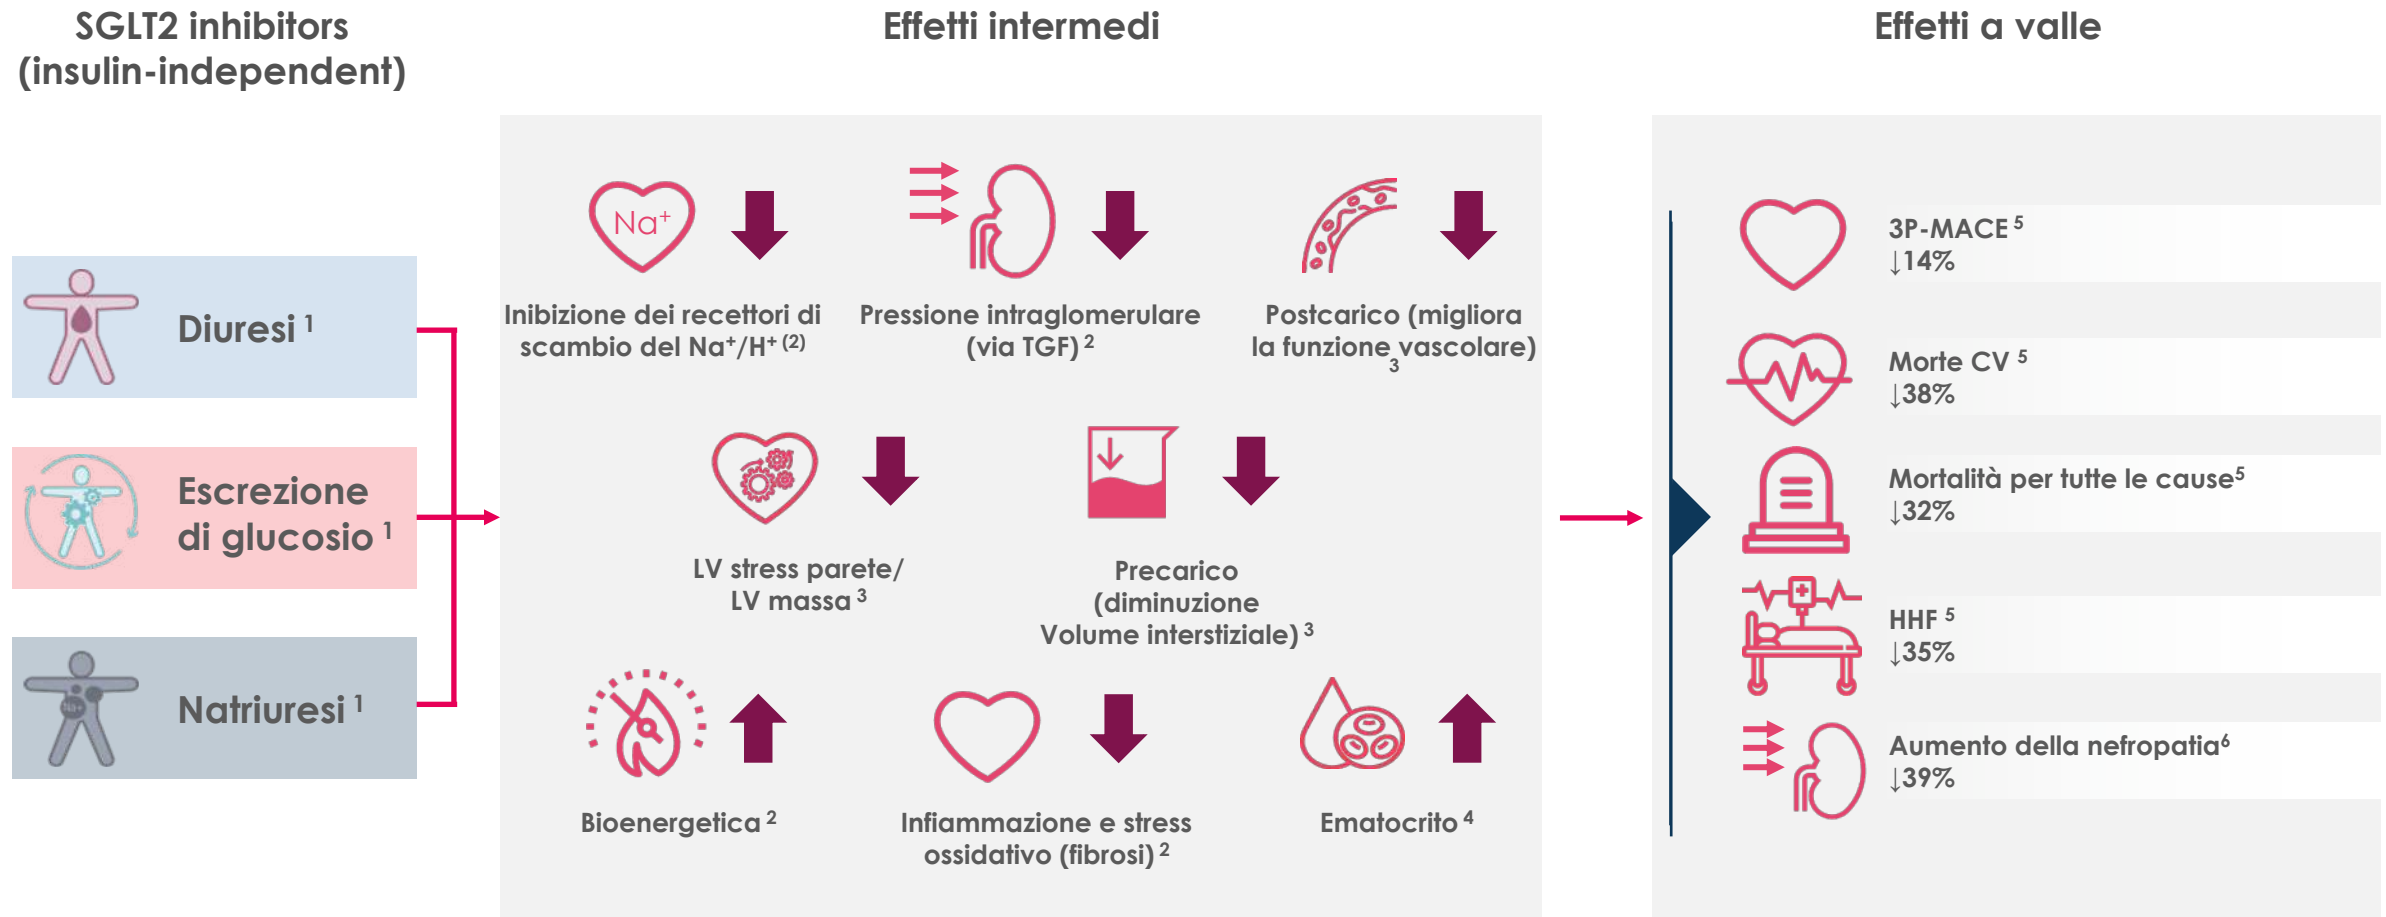 SGLT2 inhibitors
(insulin-independent)
Effetti intermedi
Effetti a valle
Diuresi 1
Escrezione
di glucosio 1
Natriuresi 1
Na+
Inibizione dei recettori di
scambio del Na+/H+ (2)
Pressione intraglomerulare
(via TGF) 2
Postcarico (migliora
la funzione vascolare)
3
LV stress parete/
LV massa 3
Precarico
(diminuzione
Volume interstiziale) 3
Bioenergetica 2
Infiammazione e stress
ossidativo (fibrosi) 2
Ematocrito 4
3P-MACE 5
↓14%
Morte CV 5
↓38%
Mortalità per tutte le cause5
↓32%
HHF 5
↓35%
Aumento della nefropatia6
↓39%